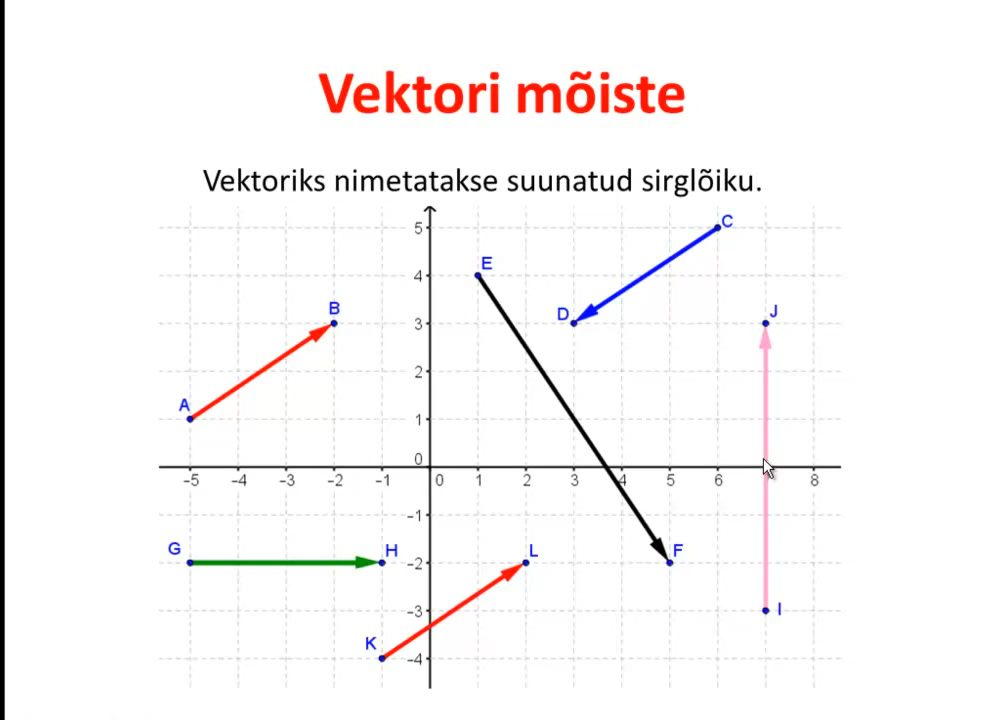 Vektori mõiste
Vektoriks nimetatakse suunatud sirglõiku.
5
C
E
4
D
J
B
3
2
A
1
0
-5 -4 -3 -2 -1 0 1 2 3 4 5 6 8
-1
G
H
L
F
-2
-3
I
K
-4